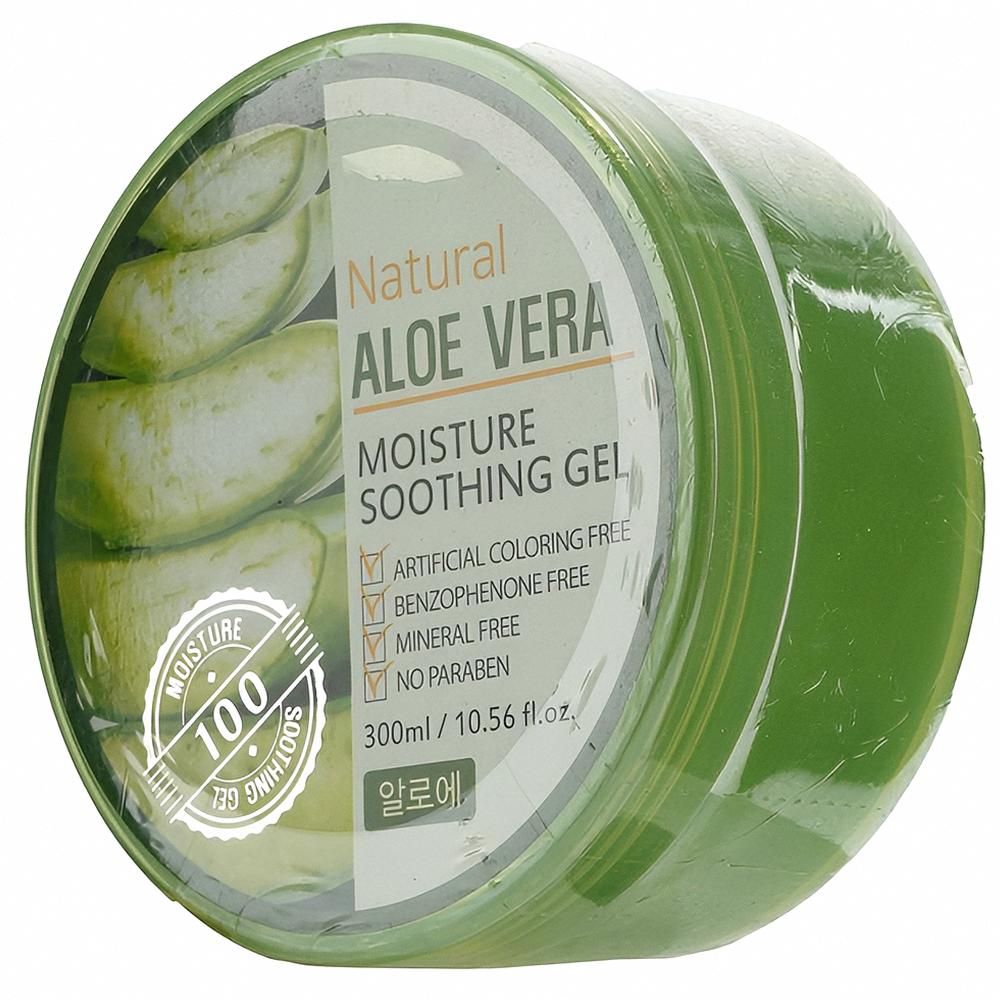 Natural
ALOE VERA
MOISTURE
SOOTHING GEL
ARTIFICIAL COLORING FREE
BENZOPHENONE FREE
MINERAL FREE
NO PARABEN
300ml / 10.56 fl.oz.
알로에
MOISTURE
100
SOOTHING GEL